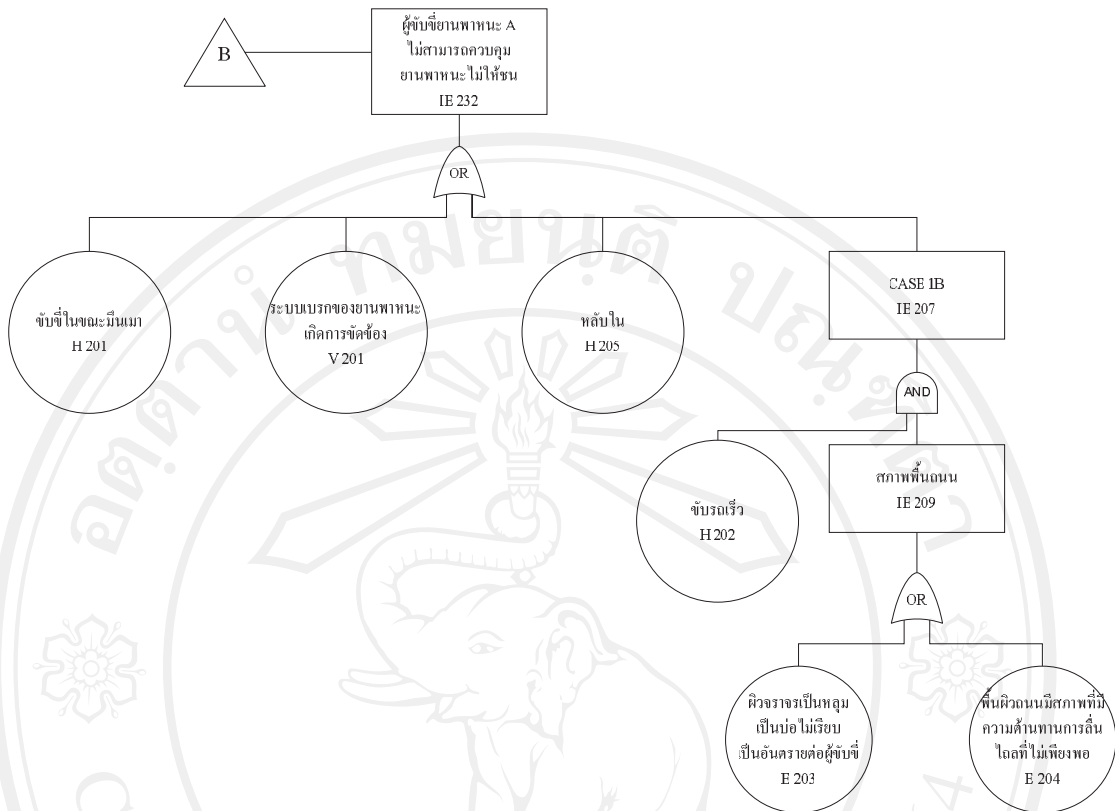 B
ผู้ขับขี่ยานพาหนะ A
ไม่สามารถควบคุม
ยานพาหนะไม่ให้ชน
IE 232
OR
ขับขี่ในขณะมึนเมา
H 201
ระบบเบรกของยานพาหนะ
เกิดการขัดข้อง
V 201
หลับใน
H 205
CASE 1B
IE 207
AND
ขับรถเร็ว
H 202
สภาพพื้นถนน
IE 209
OR
ผิวจราจรเป็นหลุม
เป็นบ่อไม่เรียบ
เป็นอันตรายต่อผู้ขับขี่
E 203
พื้นผิวถนนมีสภาพที่มี
ความต้านทานการลื่น
ไถลที่ไม่เพียงพอ
E 204